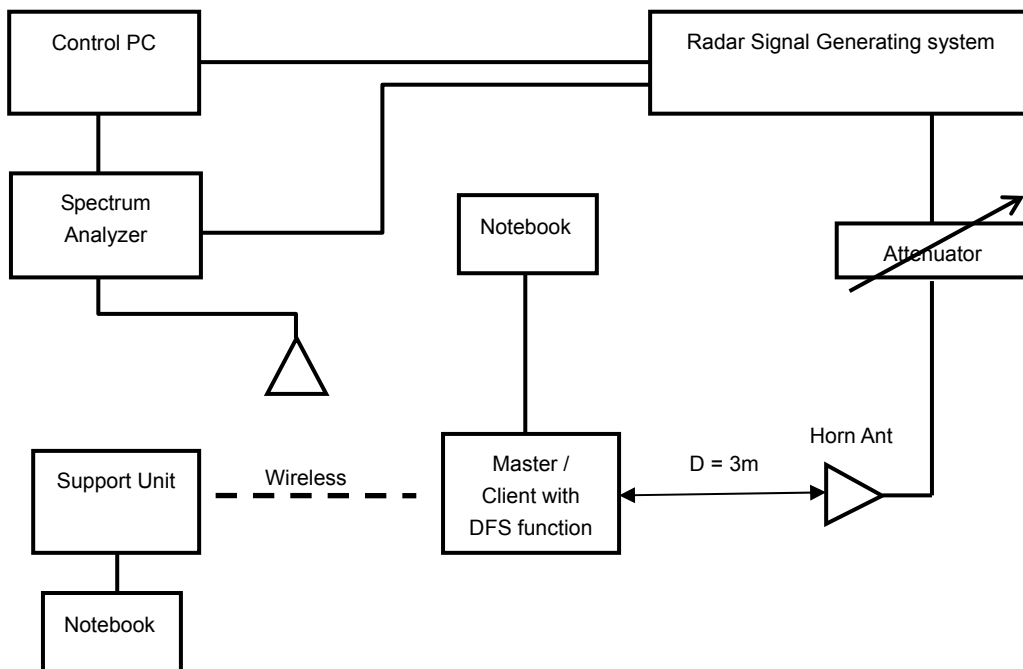 Control PC
Radar Signal Generating system
Spectrum
Analyzer
Notebook
Attenuator
Horn Ant
Support Unit
Wireless
Master /
Client with
DFS function
D = 3m
Notebook